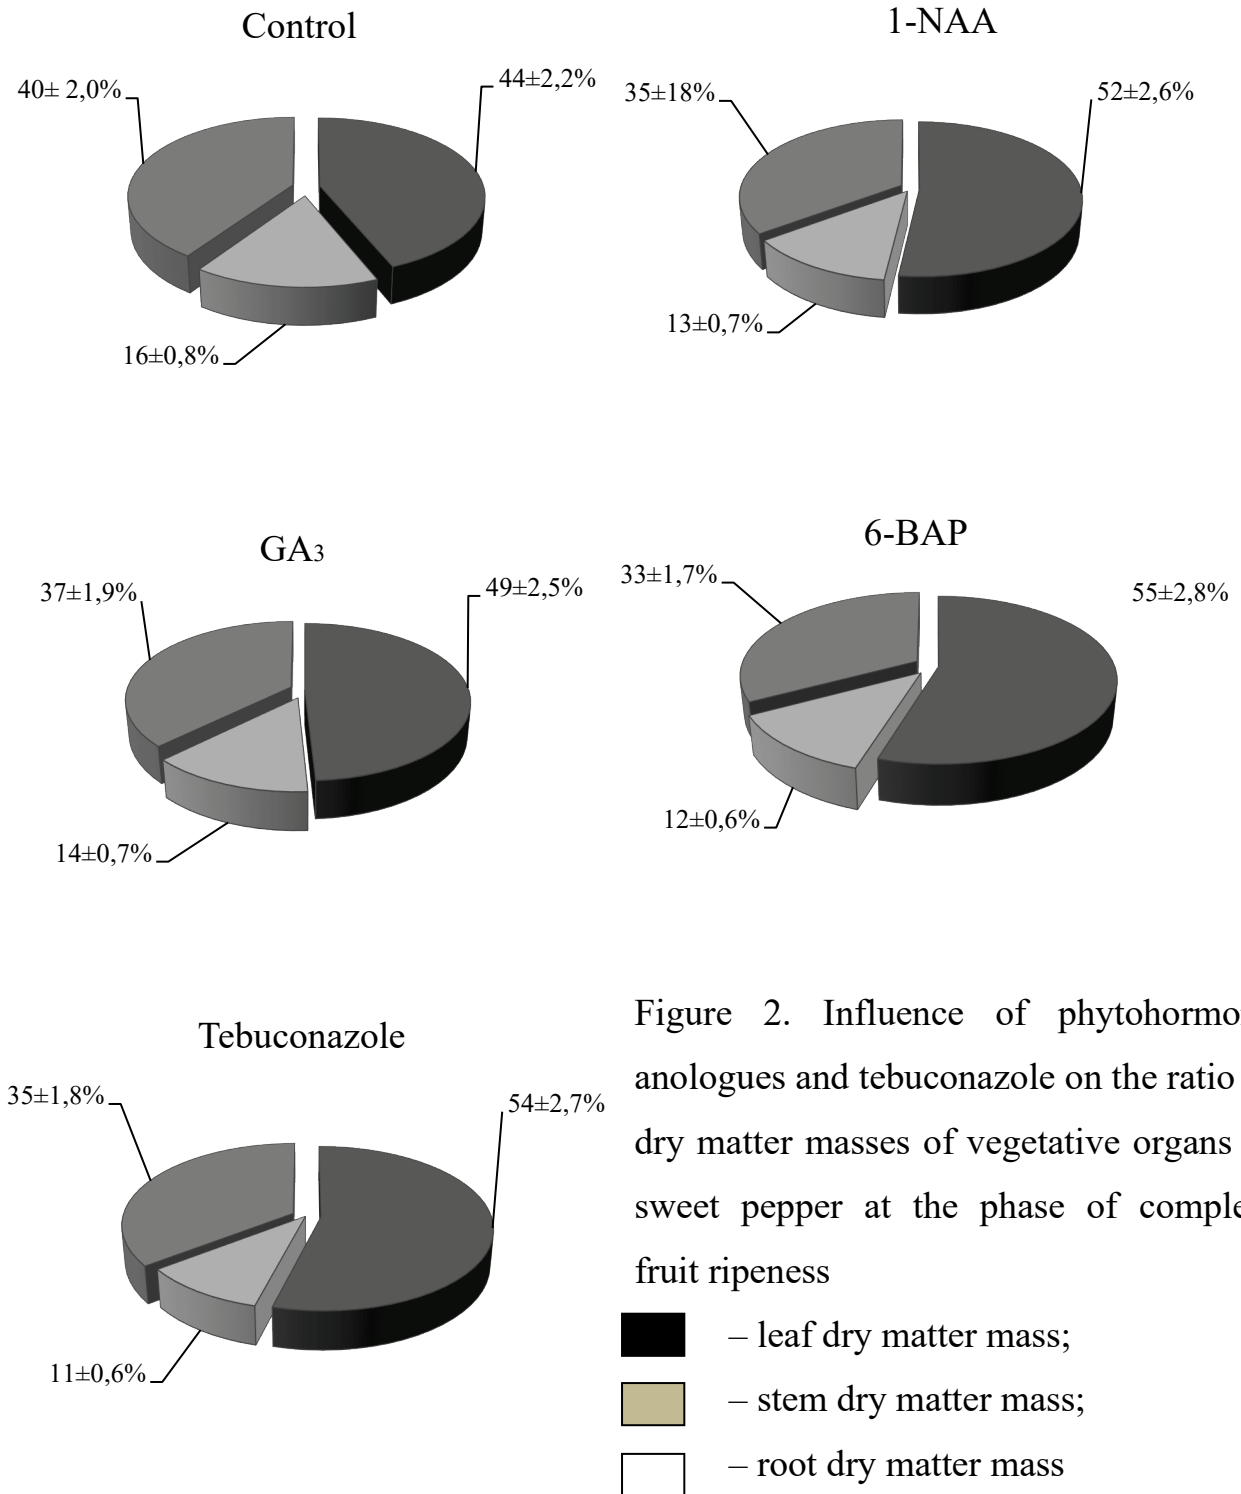 Control
40± 2,0%
44±2,2%
16±0,8%
1-NAA
35±18%
52±2,6%
13±0,7%
GA₃
37±1,9%
49±2,5%
14±0,7%
6-BAP
33±1,7%
55±2,8%
12±0,6%
Tebuconazole
35±1,8%
54±2,7%
11±0,6%
Figure 2. Influence of
anologues and tebuconazole on the ratio
dry matter masses of vegetative organs
sweet pepper at the phase of
fruit ripeness
– leaf dry matter mass;
– stem dry matter mass;
– root dry matter mass